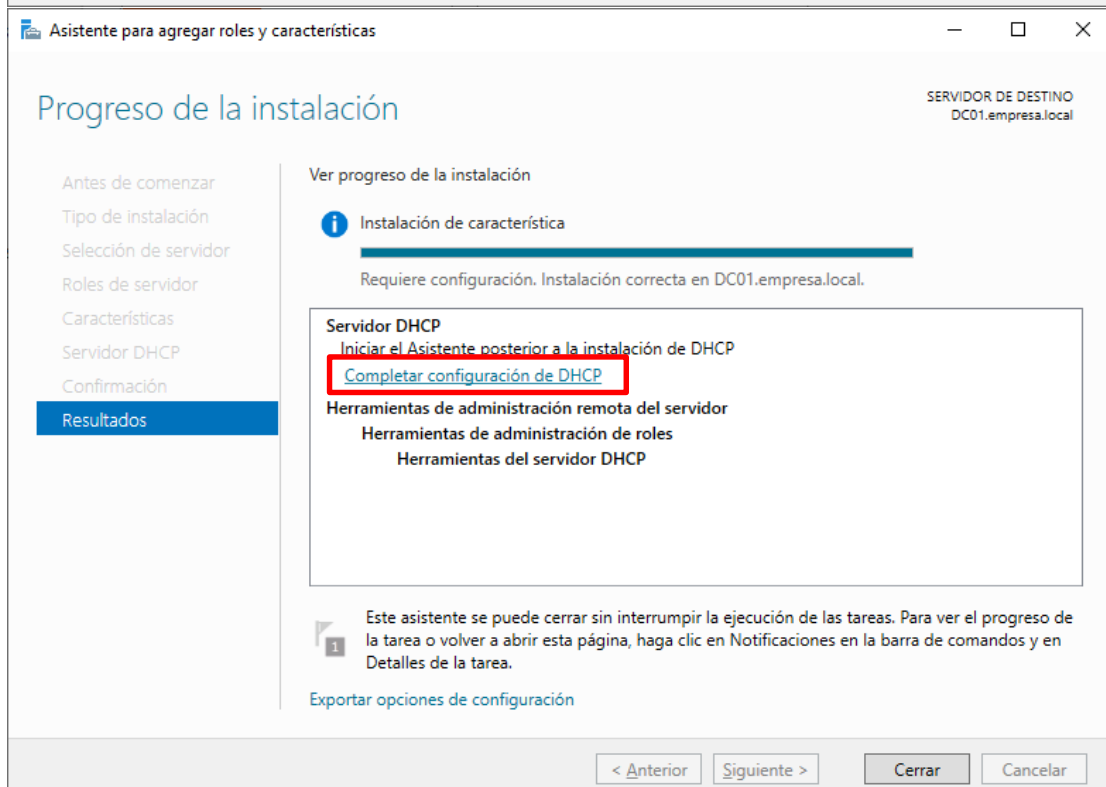 Asistente para agregar roles y características
Progreso de la instalación
SERVIDOR DE DESTINO
DC01.empresa.local
Antes de comenzar
Tipo de instalación
Selección de servidor
Roles de servidor
Características
Servidor DHCP
Confirmación
Resultados
Ver progreso de la instalación
Instalación de característica
Requiere configuración. Instalación correcta en DC01.empresa.local.
Servidor DHCP
Iniciar el Asistente posterior a la instalación de DHCP
Completar configuración de DHCP
Herramientas de administración remota del servidor
Herramientas de administración de roles
Herramientas del servidor DHCP
1
Este asistente se puede cerrar sin interrumpir la ejecución de las tareas. Para ver el progreso de
la tarea o volver a abrir esta página, haga clic en Notificaciones en la barra de comandos y en
Detalles de la tarea.
Exportar opciones de configuración
< Anterior
Siguiente >
Cerrar
Cancelar